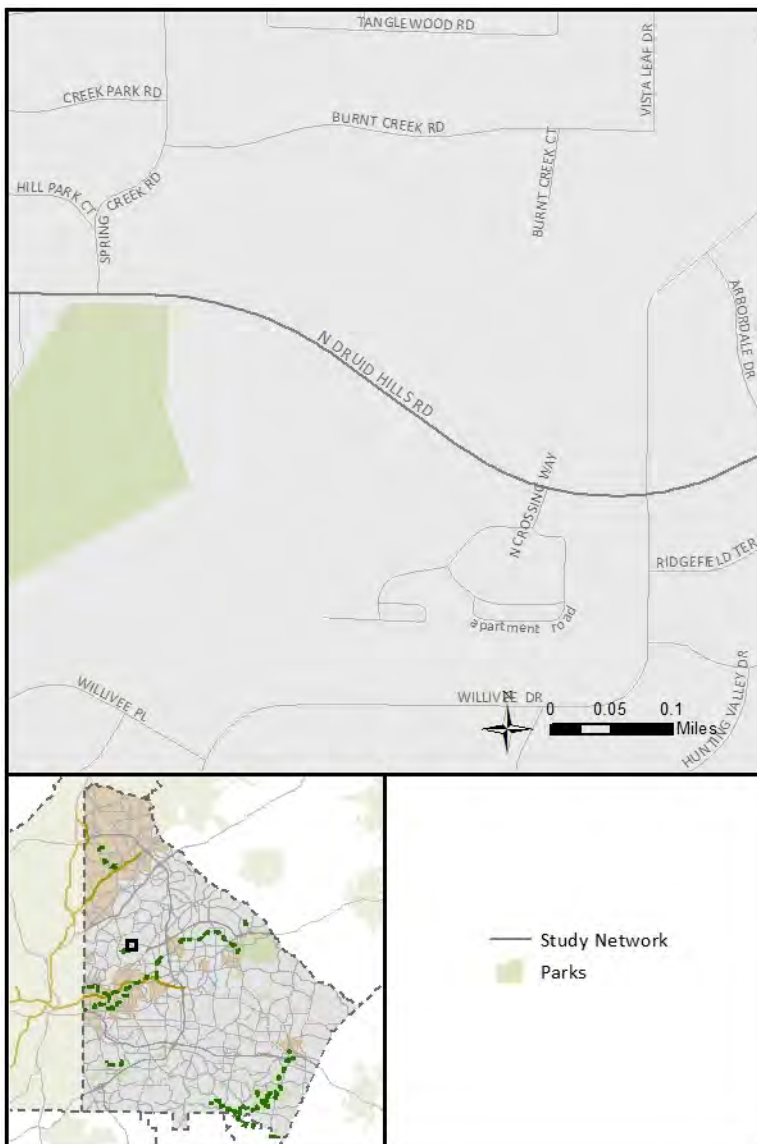 TANGLEWOOD RD
VISTA LEAF DR
CREEK PARK RD
BURNT CREEK RD
BURNT CREEK CT
HILL PARK CT
SPRING CREEK RD
ARBORDALE DR
N DRUID HILLS RD
N CROSSING WAY
RIDGEFIELD TER
apartment road
WILLIVEE PL
WILLIVEE DR
HUNTING VALLEY DR
N
0 0.05 0.1
Miles
Study Network
Parks